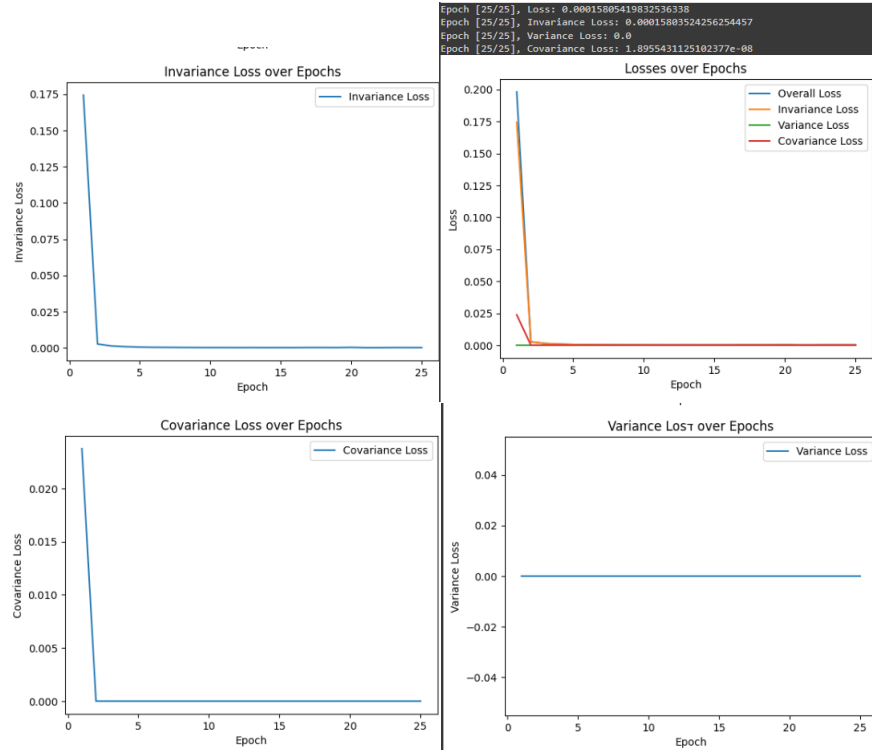 Epoch [25/25], Loss: 0.00015805419832536338
Epoch [25/25], Invariance Loss: 0.00015803524256254457
Epoch [25/25], Variance Loss: 0.0
Epoch [25/25], Covariance Loss: 1.8955431125102377e-08
Invariance Loss over Epochs
Invariance Loss
0.175
0.150
0.125
0.100
0.075
0.050
0.025
0.000
Invariance Loss
0
5
10
15
20
25
Epoch
Losses over Epochs
Overall Loss
Invariance Loss
Variance Loss
Covariance Loss
0.200
0.175
0.150
0.125
0.100
0.075
0.050
0.025
0.000
Loss
0
5
10
15
20
25
Epoch
Covariance Loss over Epochs
Covariance Loss
0.020
0.015
0.010
0.005
0.000
Covariance Loss
0
5
10
15
20
25
Epoch
Variance Losт over Epochs
Variance Loss
0.04
0.02
0.00
−0.02
−0.04
Variance Loss
0
5
10
15
20
25
Epoch